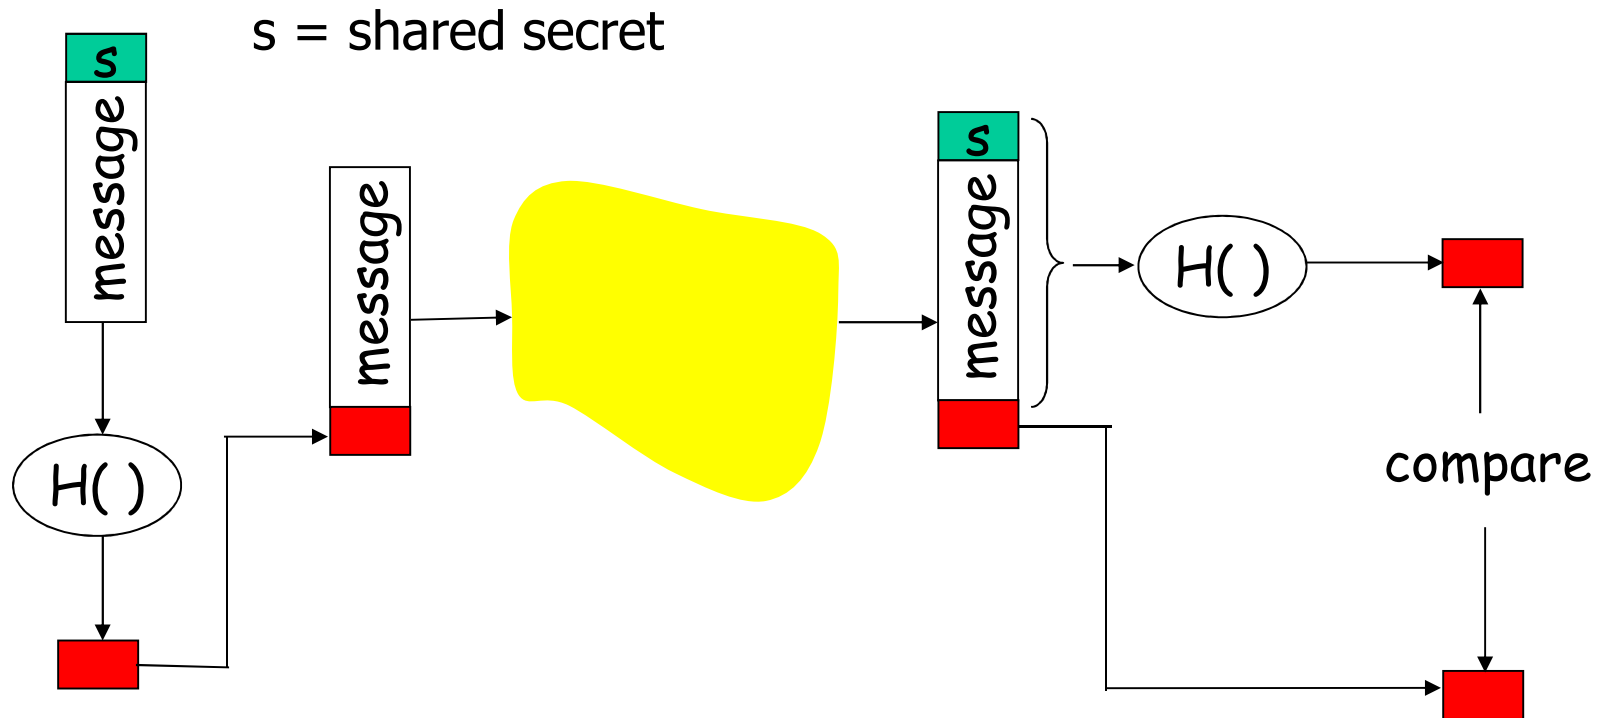 s = shared secret
s
message
H( )
message
s
message
H( )
compare